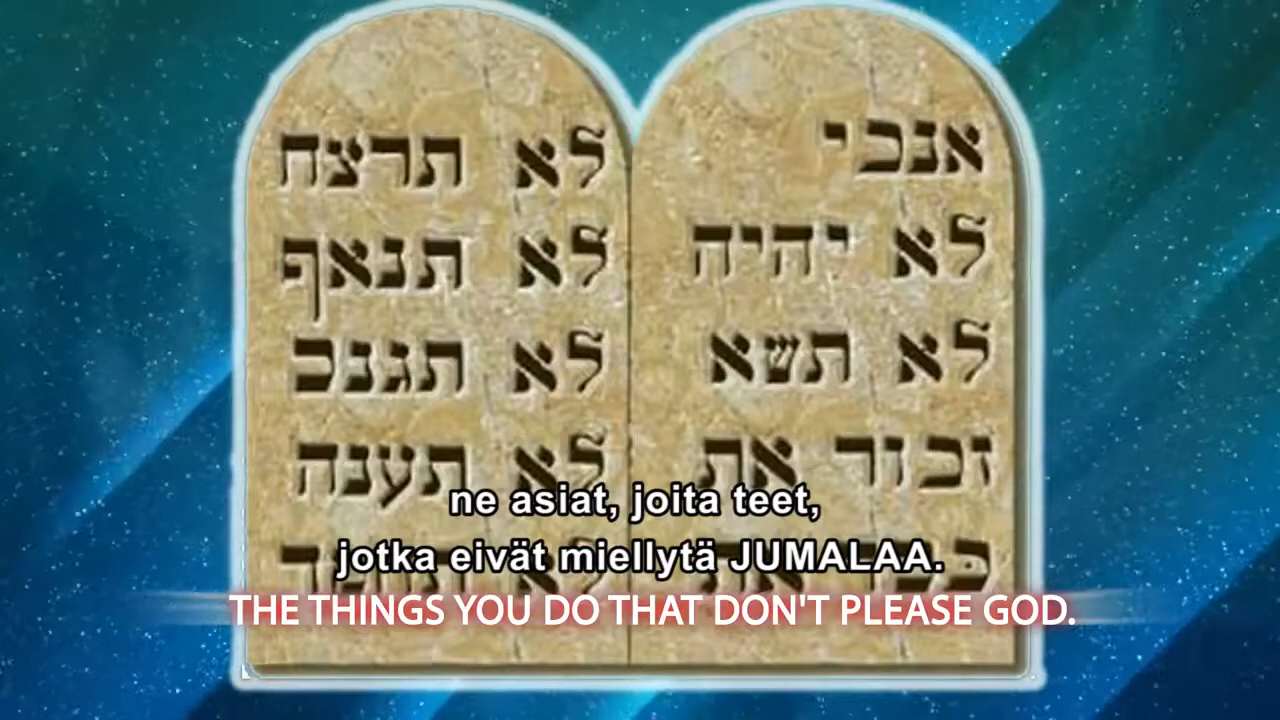 אנכי
לא יהיה
לא תשא
זכור את
לא תרצח
לא תנאף
לא תגנב
לא תענה
ne asiat, joita teet,
jotka eivät miellytä JUMALAA.
THE THINGS YOU DO THAT DON'T PLEASE GOD.